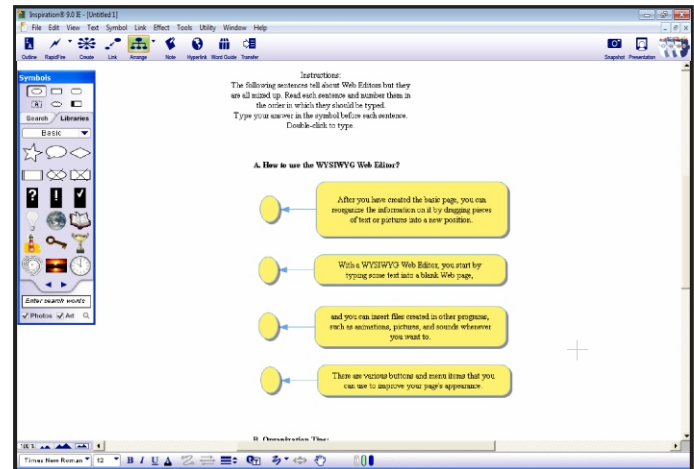 Inspiration® 9.0 IE - [Untitled 1]
File Edit View Text Symbol Link Effect Tools Utility Window Help
Outline RapidFire Create Link Arrange Note Hyperlink Word Guide Transfer Snapshot Presentation
Symbols
Search Libraries
Basic
Enter search words
Photos Art
Instructions:
The following sentences tell about Web Editors but they
are all mixed up. Read each sentence and number them in
the order in which they should be typed.
Type your answer in the symbol before each sentence.
Double-click to type.
A. How to use the WYSIWYG Web Editor?
After you have created the basic page, you can
reorganize the information on it by dragging pieces
of text or pictures into a new position.
With a WYSIWYG Web Editor, you start by
typing some text into a blank Web page,
and you can insert files created in other programs,
such as animations, pictures, and sounds wherever
you want to.
There are various buttons and menu items that you
can use to improve your page's appearance.
B. Organization Tips:
100%
Times New Roman 12 B I U A